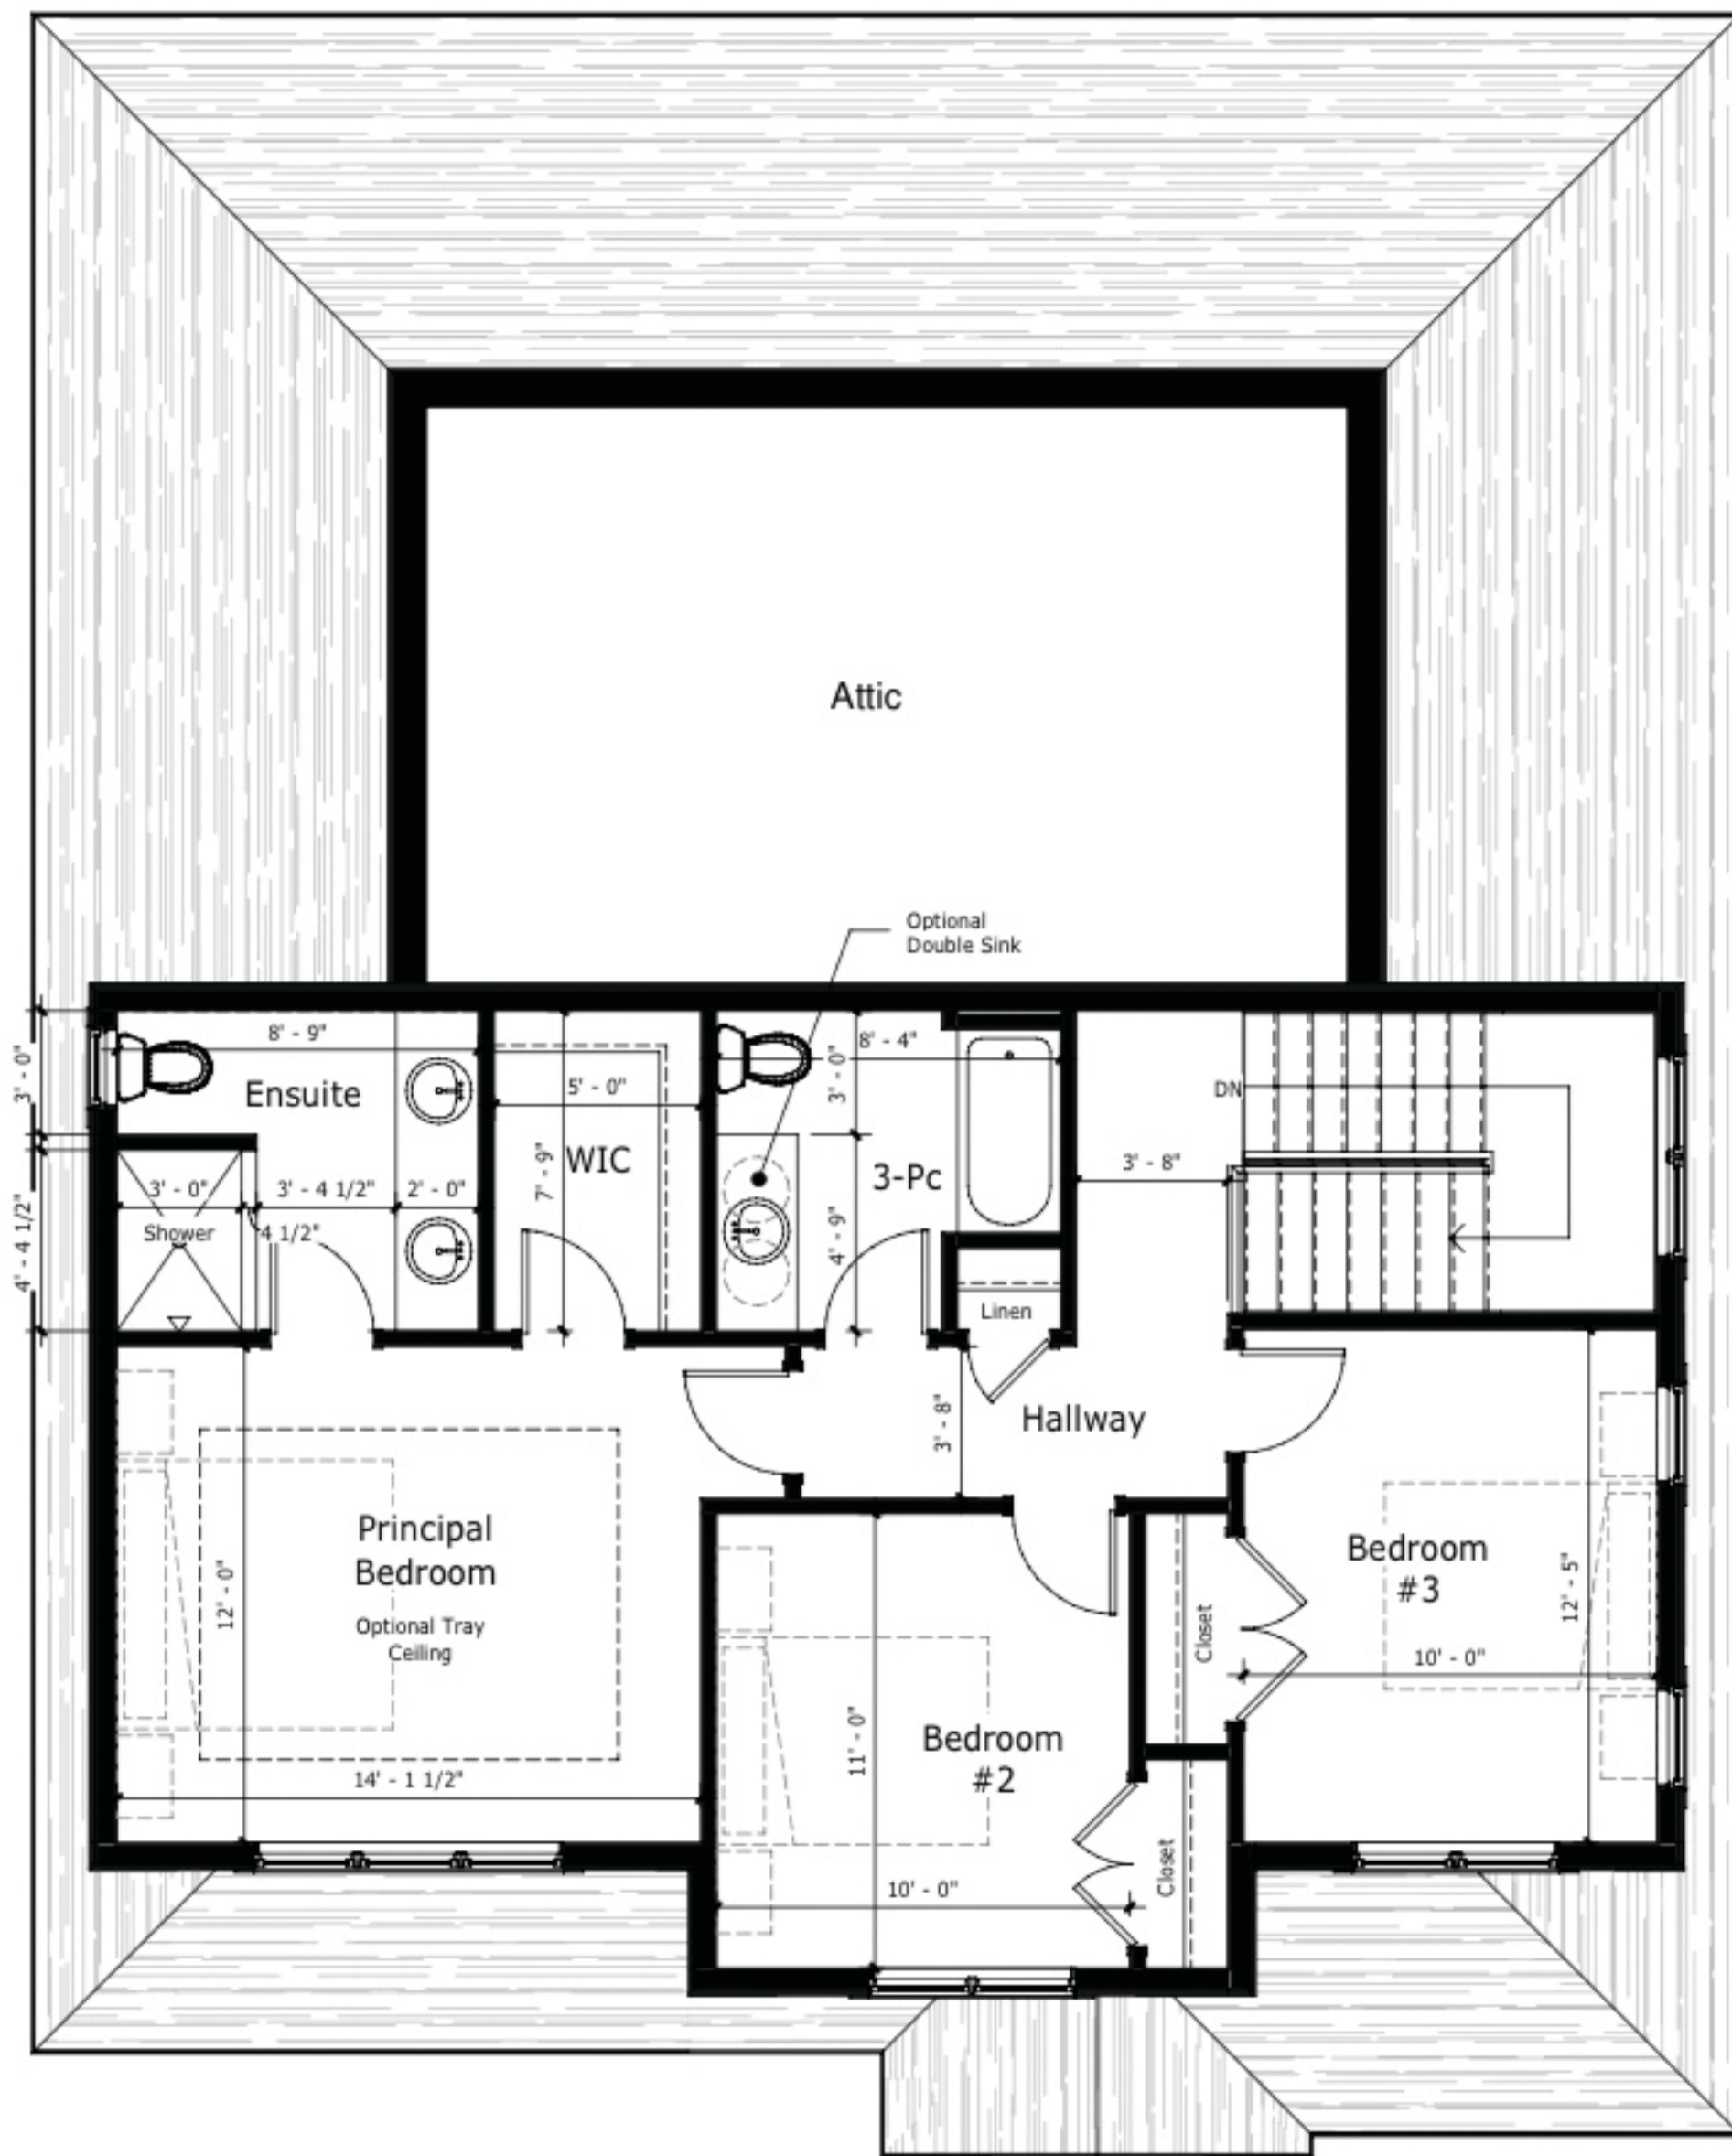 Attic
Optional
Double Sink
8' - 9"
3' - 0"
Ensuite
5' - 0"
WIC
7' - 9"
8' - 4"
3' - 0"
3-Pc
4' - 9"
DN
3' - 8"
3' - 0"
3' - 4 1/2"
2' - 0"
Shower
4 1/2"
4' - 4 1/2"
Linen
3' - 8"
Hallway
Principal
Bedroom
Optional Tray
Ceiling
12' - 0"
14' - 1 1/2"
Bedroom
#2
11' - 0"
10' - 0"
Closet
Closet
Bedroom
#3
12' - 5"
10' - 0"